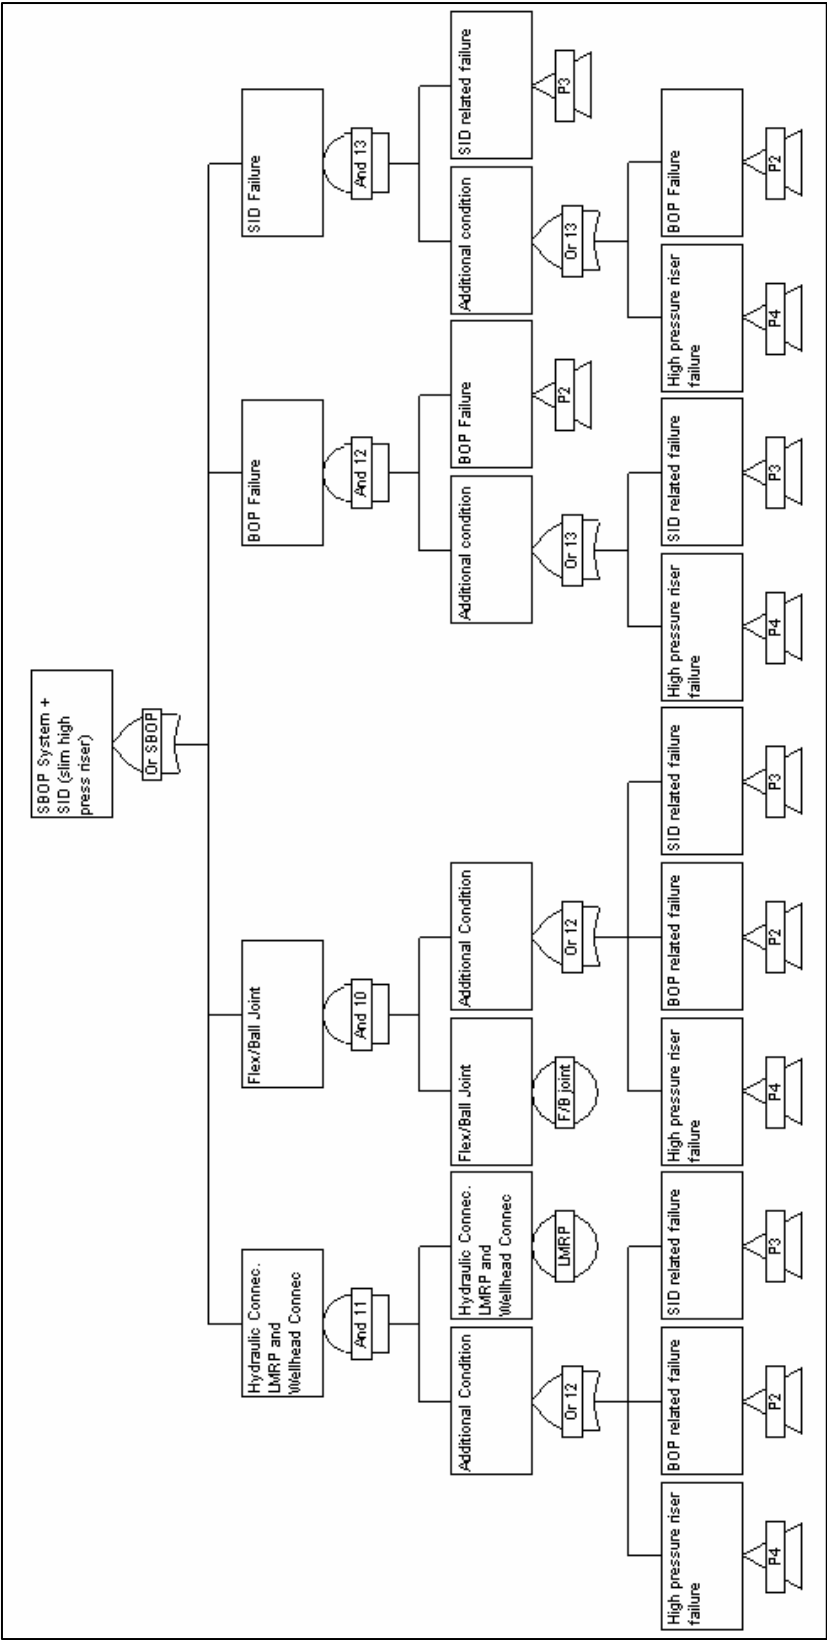 SBOP System +
SID (slim high
press riser)
Or SBOP
Hydraulic Connec.
LMRP and
Wellhead Connec
And 11
Flex/Ball Joint
And 10
BOP Failure
And 12
SID Failure
And 13
Additional Condition
Or 12
Hydraulic Connec.
LMRP and
Wellhead Connec
LMRP
Flex/Ball Joint
F/B joint
Additional Condition
Or 12
Additional condition
Or 13
BOP Failure
P2
Additional condition
Or 13
SID related failure
P3
High pressure riser
failure
P4
BOP related failure
P2
SID related failure
P3
High pressure riser
failure
P4
BOP related failure
P2
SID related failure
P3
High pressure riser
failure
P4
SID related failure
P3
High pressure riser
failure
P4
BOP Failure
P2